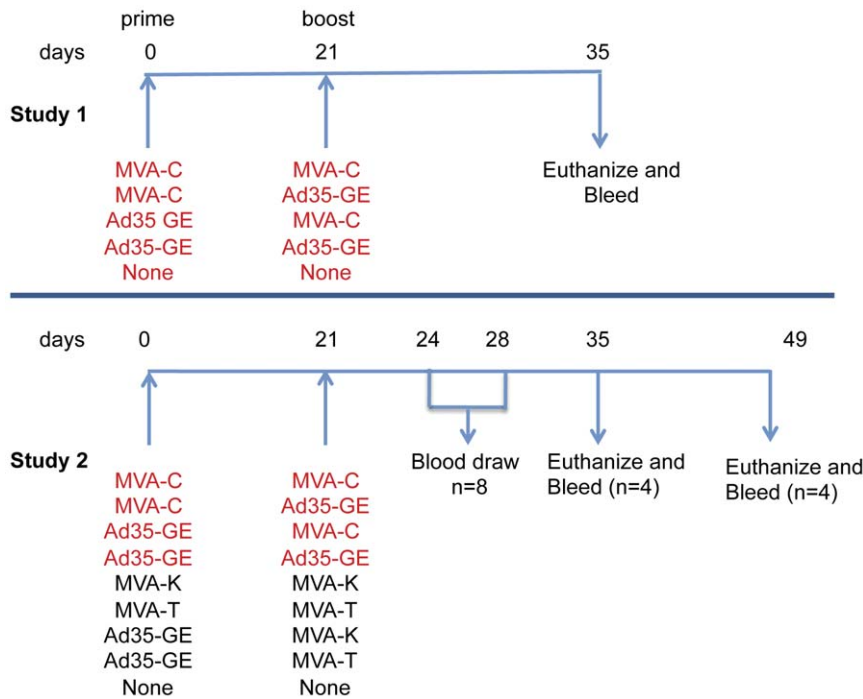 prime boost
days 0 21 35
Study 1
MVA-C MVA-C Euthanize and
MVA-C Ad35-GE Bleed
Ad35 GE MVA-C
Ad35-GE Ad35-GE
None None
days 0 21 24 28 35 49
Study 2
Blood draw Euthanize and Euthanize and
n=8 Bleed (n=4) Bleed (n=4)
MVA-C MVA-C
MVA-C Ad35-GE
Ad35-GE MVA-C
Ad35-GE Ad35-GE
MVA-K MVA-K
MVA-T MVA-T
Ad35-GE MVA-K
Ad35-GE MVA-T
None None